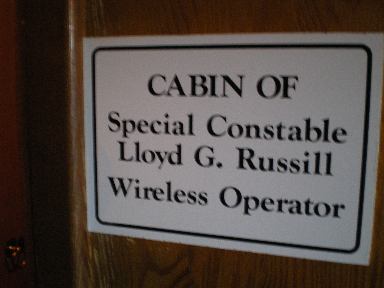 CABIN OF
Special Constable
Lloyd G. Russill
Wireless Operator